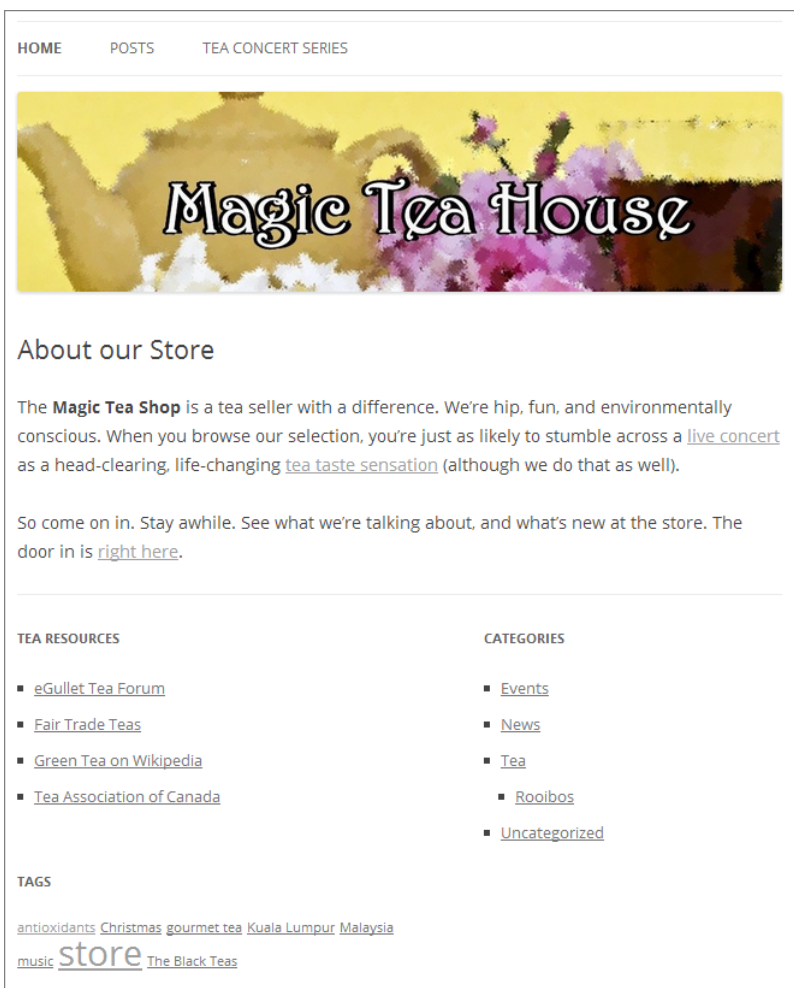 HOME POSTS TEA CONCERT SERIES
Magic Tea House
About our Store
The Magic Tea Shop is a tea seller with a difference. We’re hip, fun, and environmentally
conscious. When you browse our selection, you’re just as likely to stumble across a live concert
as a head-clearing, life-changing tea taste sensation (although we do that as well).
So come on in. Stay awhile. See what we’re talking about, and what’s new at the store. The
door in is right here.
TEA RESOURCES
eGullet Tea Forum
Fair Trade Teas
Green Tea on Wikipedia
Tea Association of Canada
CATEGORIES
Events
News
Tea
Rooibos
Uncategorized
TAGS
antioxidants Christmas gourmet tea Kuala Lumpur Malaysia
music store The Black Teas